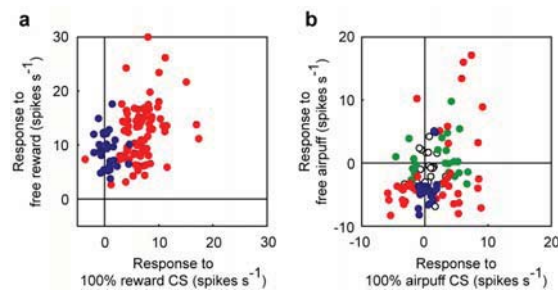 a
30
20
10
0
Response to
free reward (spikes s⁻¹)
0 10 20 30
Response to
100% reward CS (spikes s⁻¹)
b
20
10
0
-10
Response to
free airpuff (spikes s⁻¹)
-10 0 10 20
Response to
100% airpuff CS (spikes s⁻¹)